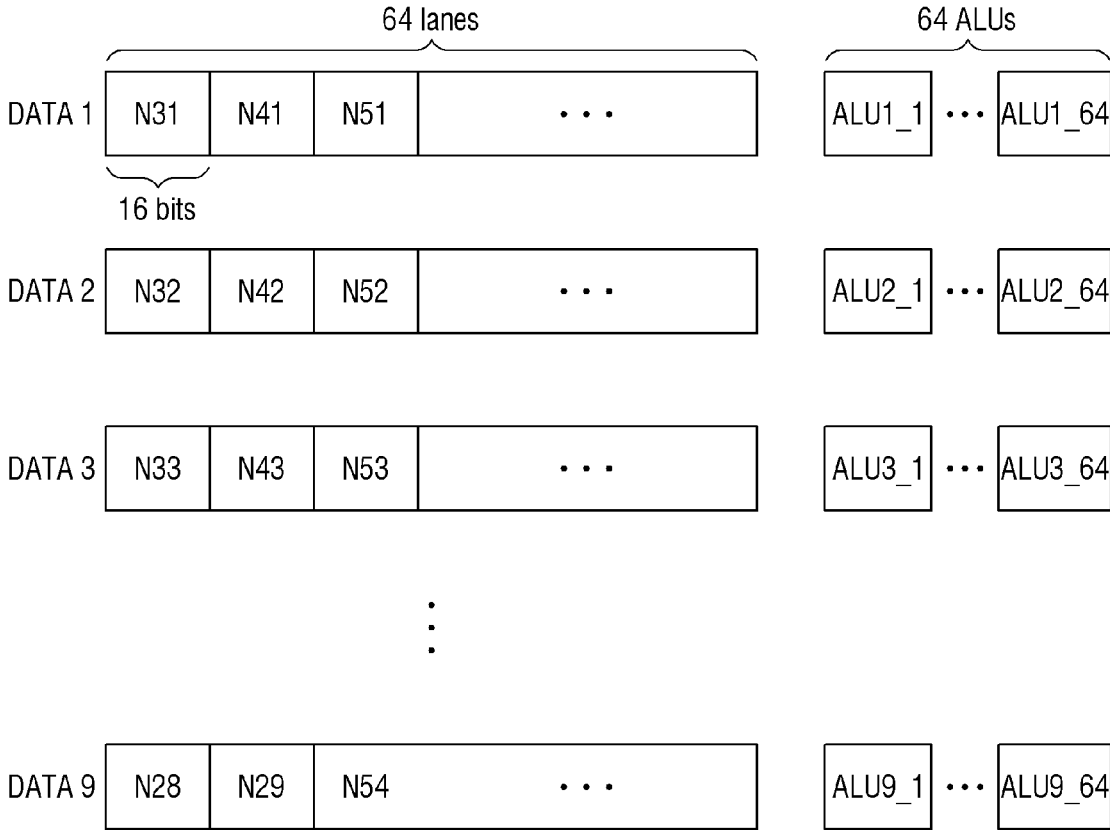 64 lanes 64 ALUs
DATA 1 N31 N41 N51 ··· ALU1_1 ··· ALU1_64
16 bits
DATA 2 N32 N42 N52 ··· ALU2_1 ··· ALU2_64
DATA 3 N33 N43 N53 ··· ALU3_1 ··· ALU3_64
DATA 9 N28 N29 N54 ··· ALU9_1 ··· ALU9_64